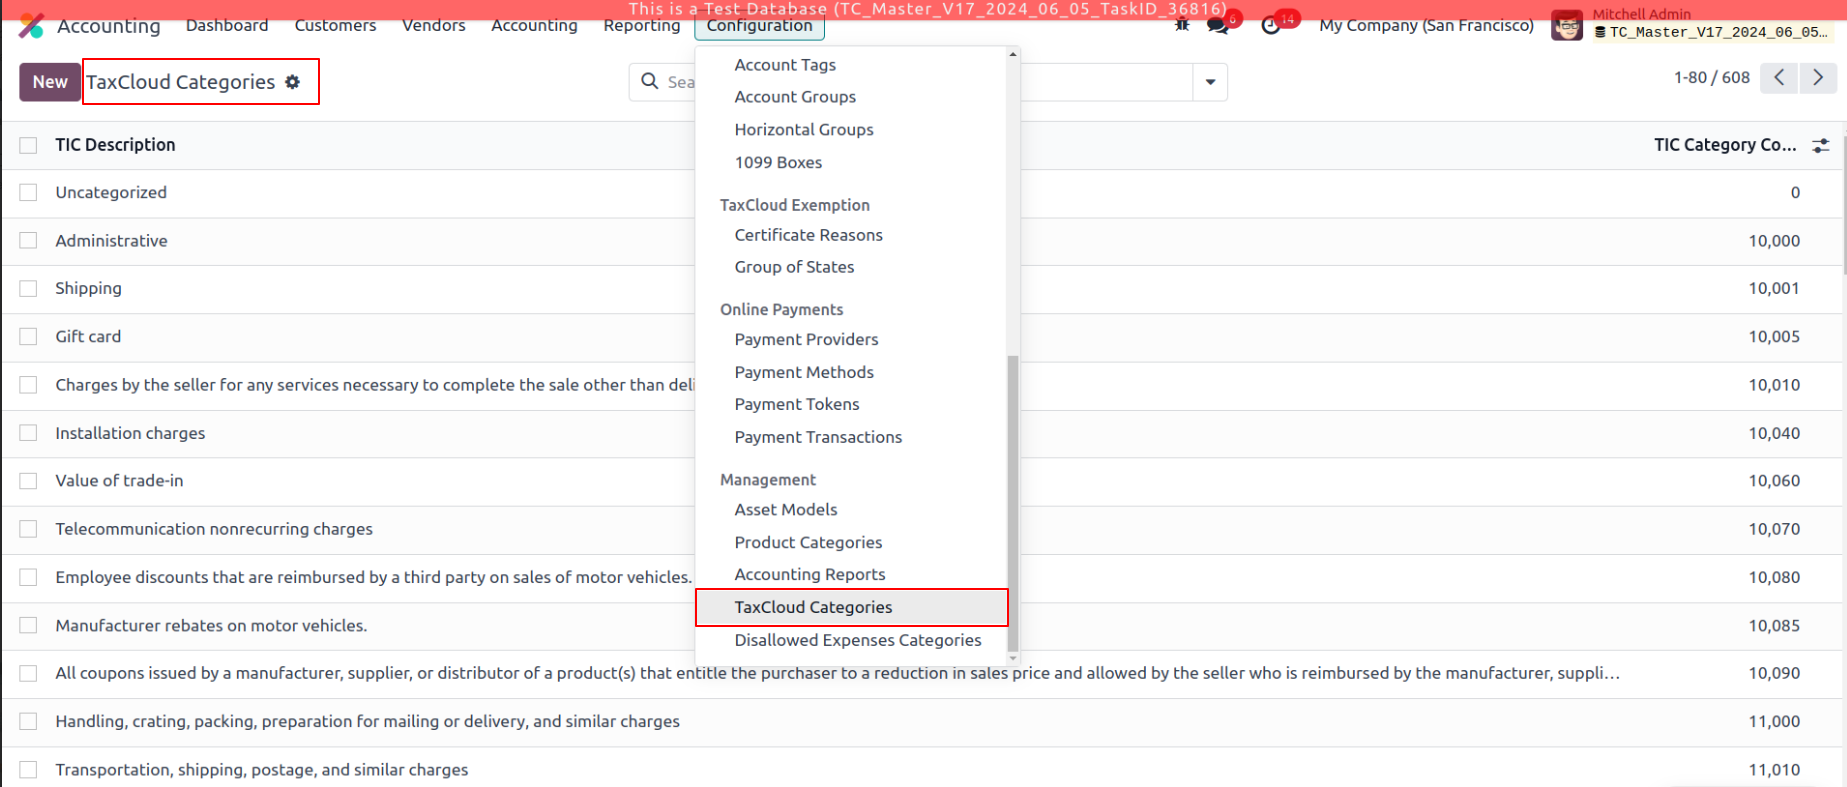 This is a Test Database (TC_Master_V17_2024_06_05_TaskID_36816)
Accounting Dashboard Customers Vendors Accounting Reporting Configuration 6 14 My Company (San Francisco) Mitchell Admin
TC_Master_V17_2024_06_05...
New TaxCloud Categories Sea 1-80 / 608
Account Tags
Account Groups
Horizontal Groups
1099 Boxes
TaxCloud Exemption
Certificate Reasons
Group of States
Online Payments
Payment Providers
Payment Methods
Payment Tokens
Payment Transactions
Management
Asset Models
Product Categories
Accounting Reports
TaxCloud Categories
Disallowed Expenses Categories
TIC Description TIC Category Co...
Uncategorized 0
Administrative 10,000
Shipping 10,001
Gift card 10,005
Charges by the seller for any services necessary to complete the sale other than deli 10,010
Installation charges 10,040
Value of trade-in 10,060
Telecommunication nonrecurring charges 10,070
Employee discounts that are reimbursed by a third party on sales of motor vehicles. 10,080
Manufacturer rebates on motor vehicles. 10,085
All coupons issued by a manufacturer, supplier, or distributor of a product(s) that entitle the purchaser to a reduction in sales price and allowed by the seller who is reimbursed by the manufacturer, suppli... 10,090
Handling, crating, packing, preparation for mailing or delivery, and similar charges 11,000
Transportation, shipping, postage, and similar charges 11,010